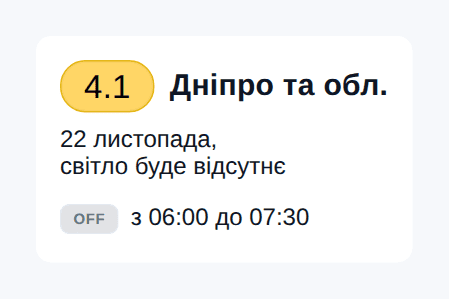 4.1 Дніпро та обл.
22 листопада,
світло буде відсутнє
OFF з 06:00 до 07:30